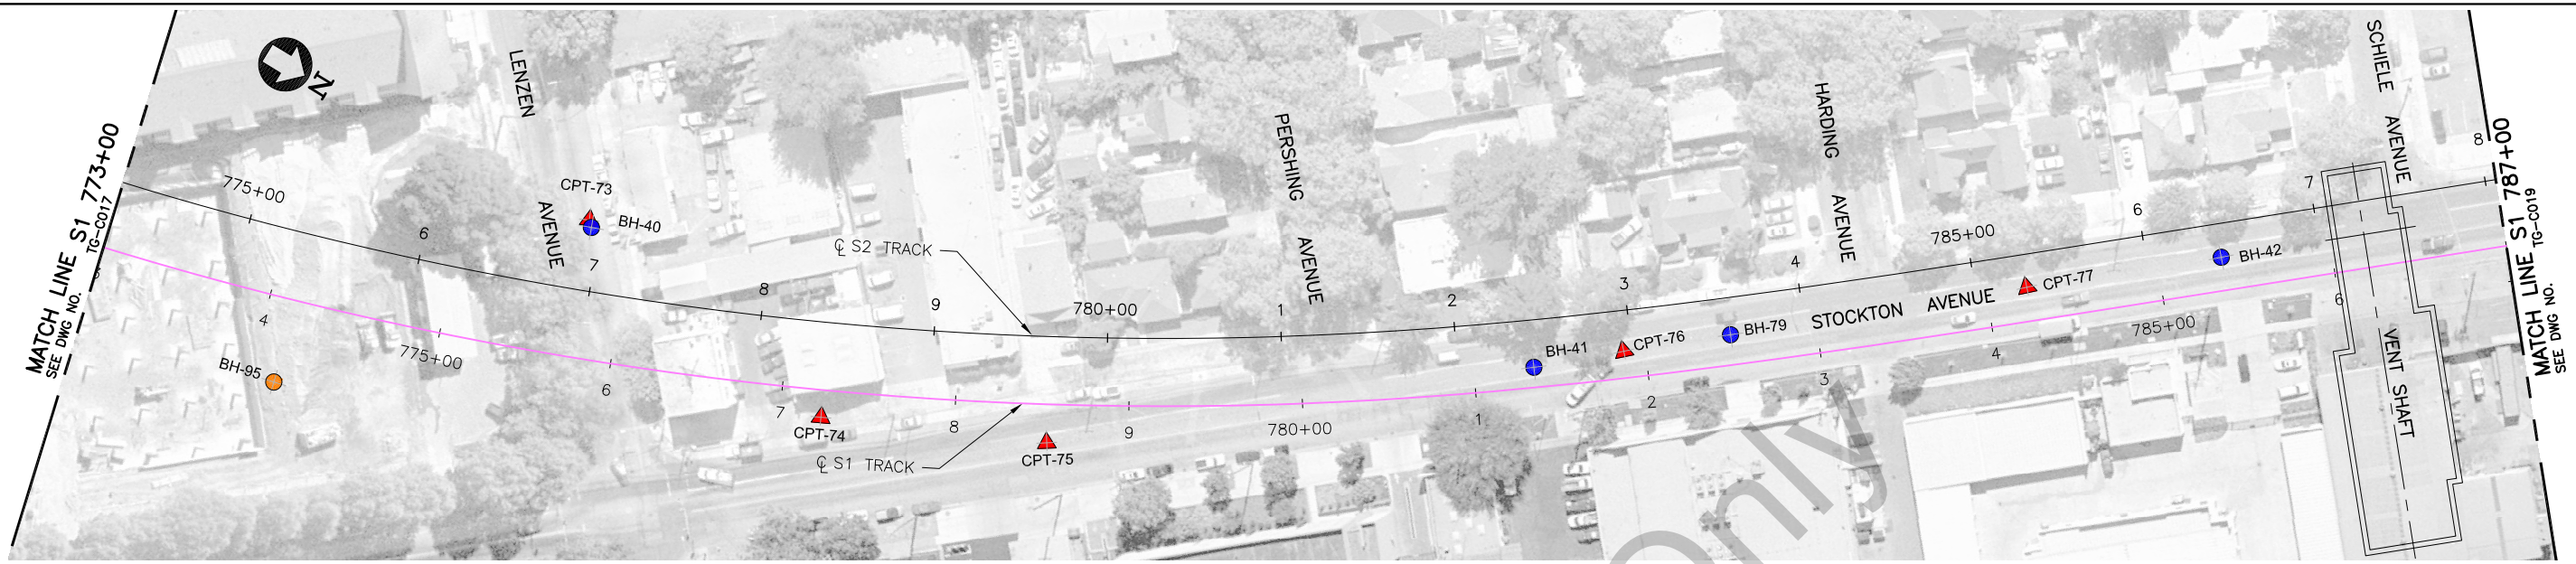 MATCH LINE S1 773+00
SEE DWG NO. TG-C017
N
LENZEN
AVENUE
775+00
6
7
8
9
780+00
1
2
3
4
785+00
6
7
8
CPT-73
BH-40
℄ S2 TRACK
PERSHING
AVENUE
HARDING
AVENUE
SCHIELE
AVENUE
4
775+00
6
7
8
9
780+00
1
2
3
4
785+00
6
BH-95
CPT-74
℄ S1 TRACK
CPT-75
BH-41
CPT-76
BH-79
STOCKTON AVENUE
CPT-77
BH-42
VENT SHAFT
Only
MATCH LINE S1 787+00
SEE DWG NO. TG-C019